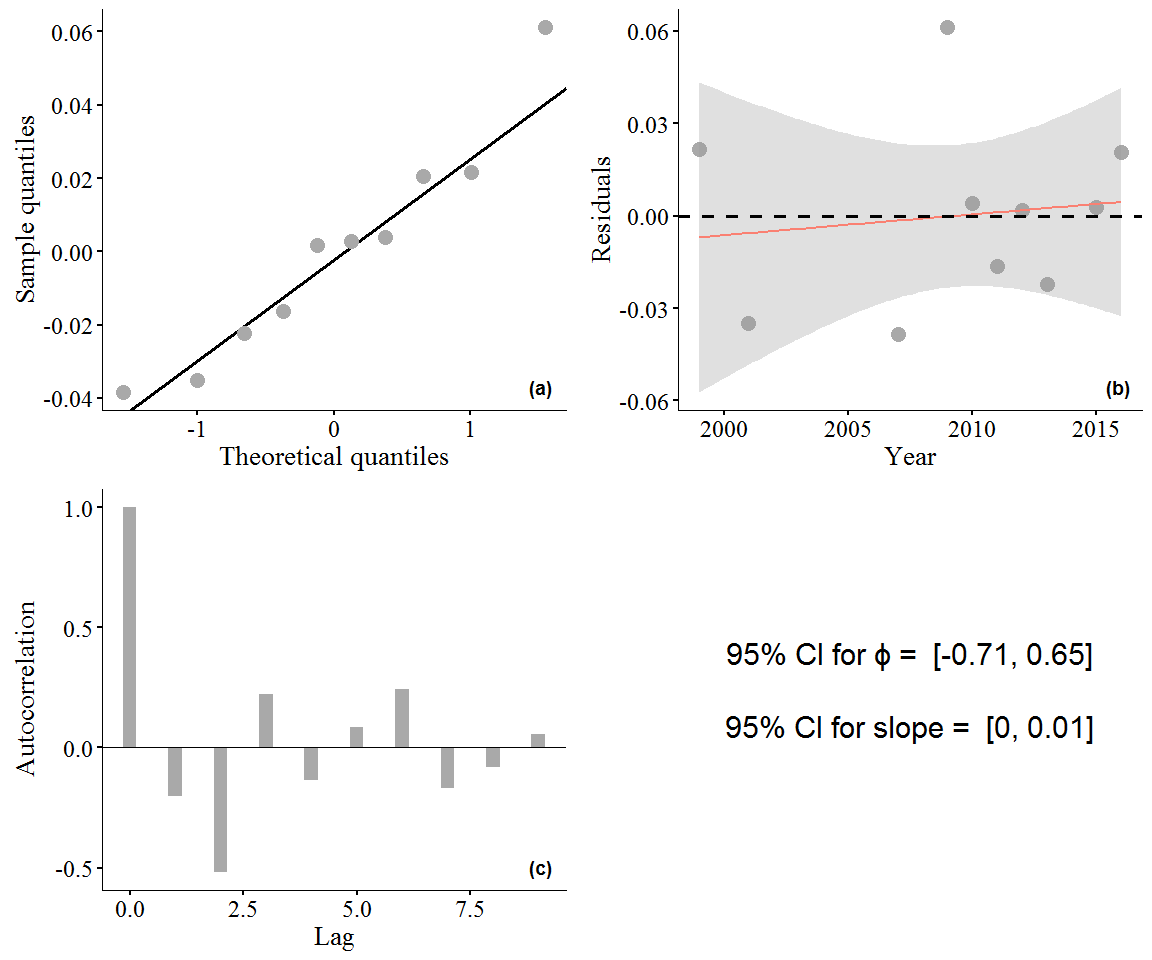 0.06
0.04
0.02
0.00
-0.02
-0.04
Sample quantiles
-1
0
1
Theoretical quantiles
(a)
0.06
0.03
0.00
-0.03
-0.06
Residuals
2000
2005
2010
2015
Year
(b)
1.0
0.5
0.0
-0.5
Autocorrelation
0.0
2.5
5.0
7.5
Lag
(c)
95% CI for ϕ = [-0.71, 0.65]
95% CI for slope = [0, 0.01]